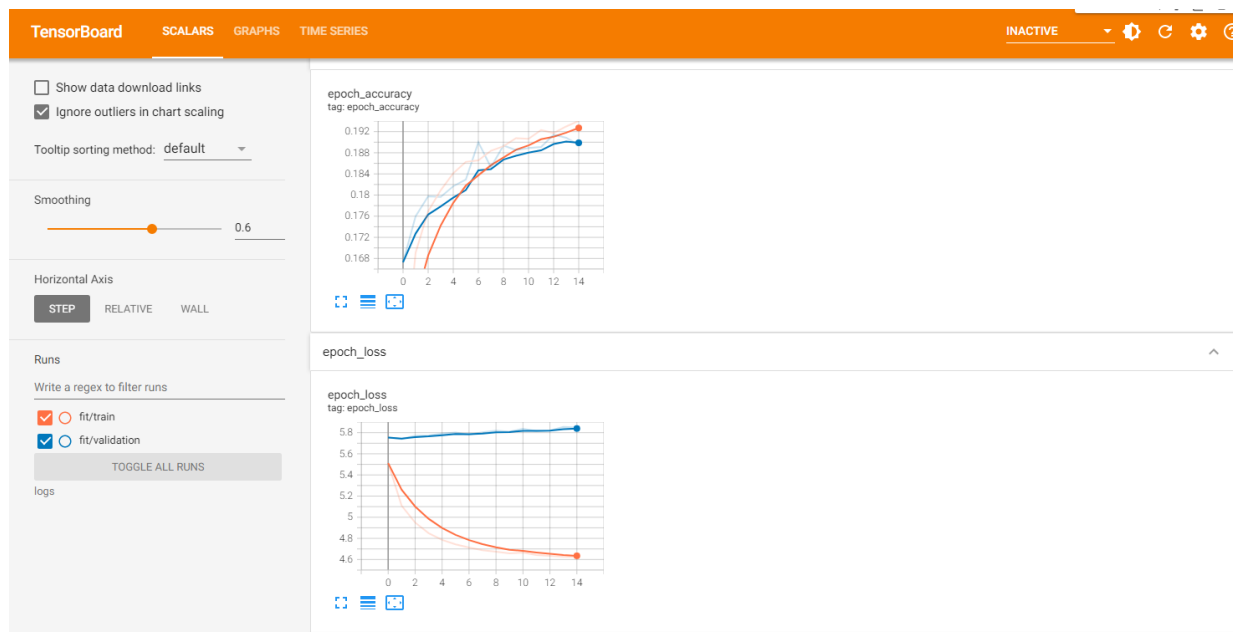 TensorBoard SCALARS GRAPHS TIME SERIES INACTIVE
Show data download links
Ignore outliers in chart scaling
Tooltip sorting method: default
Smoothing
0.6
Horizontal Axis
STEP RELATIVE WALL
Runs
Write a regex to filter runs
fit/train
fit/validation
TOGGLE ALL RUNS
logs
epoch_accuracy
tag: epoch_accuracy
0.192
0.188
0.184
0.18
0.176
0.172
0.168
0 2 4 6 8 10 12 14
epoch_loss
epoch_loss
tag: epoch_loss
5.8
5.6
5.4
5.2
5
4.8
4.6
0 2 4 6 8 10 12 14